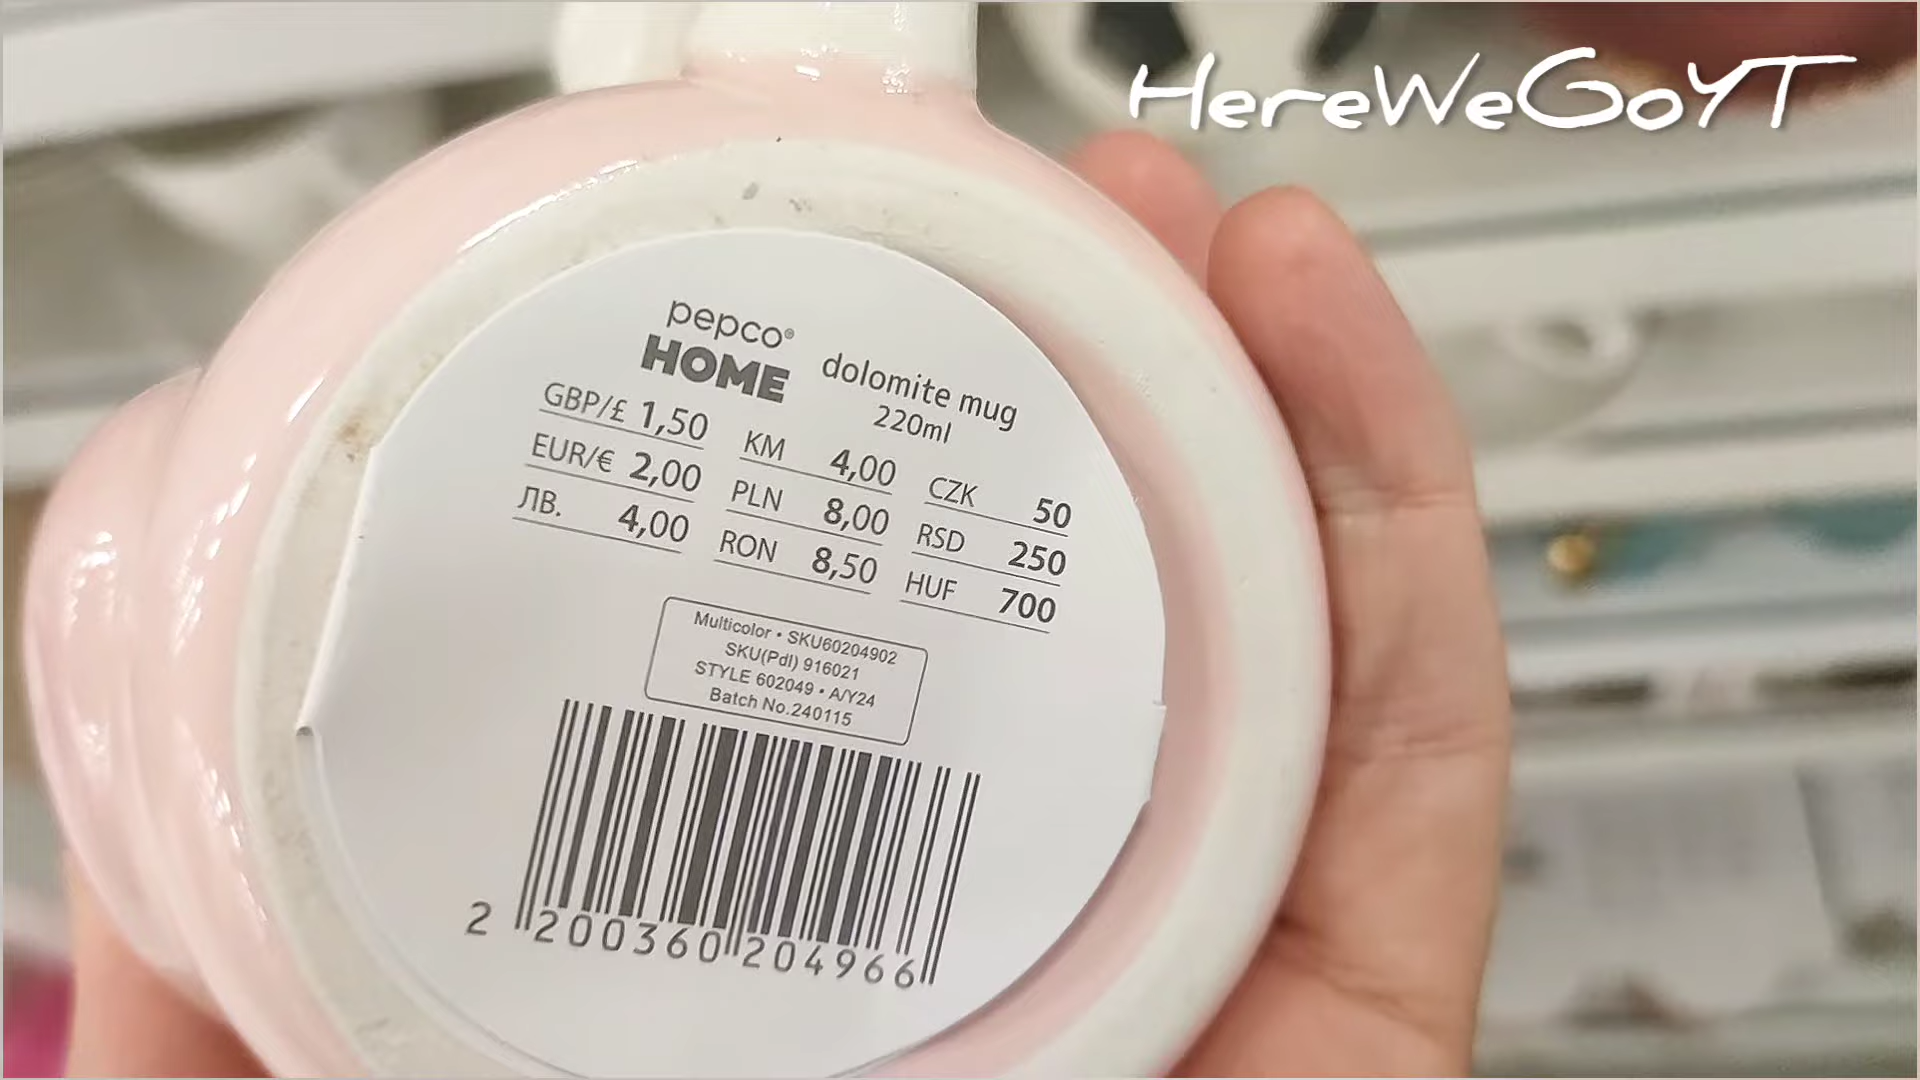 HereWeGoYT
pepco®
HOME
dolomite mug
220ml
GBP/£ 1,50
EUR/€ 2,00
ЛВ. 4,00
KM 4,00
PLN 8,00
RON 8,50
CZK 50
RSD 250
HUF 700
Multicolor • SKU60204902
SKU(Pdl) 916021
STYLE 602049 • A/Y24
Batch No.240115
2 200360 204966